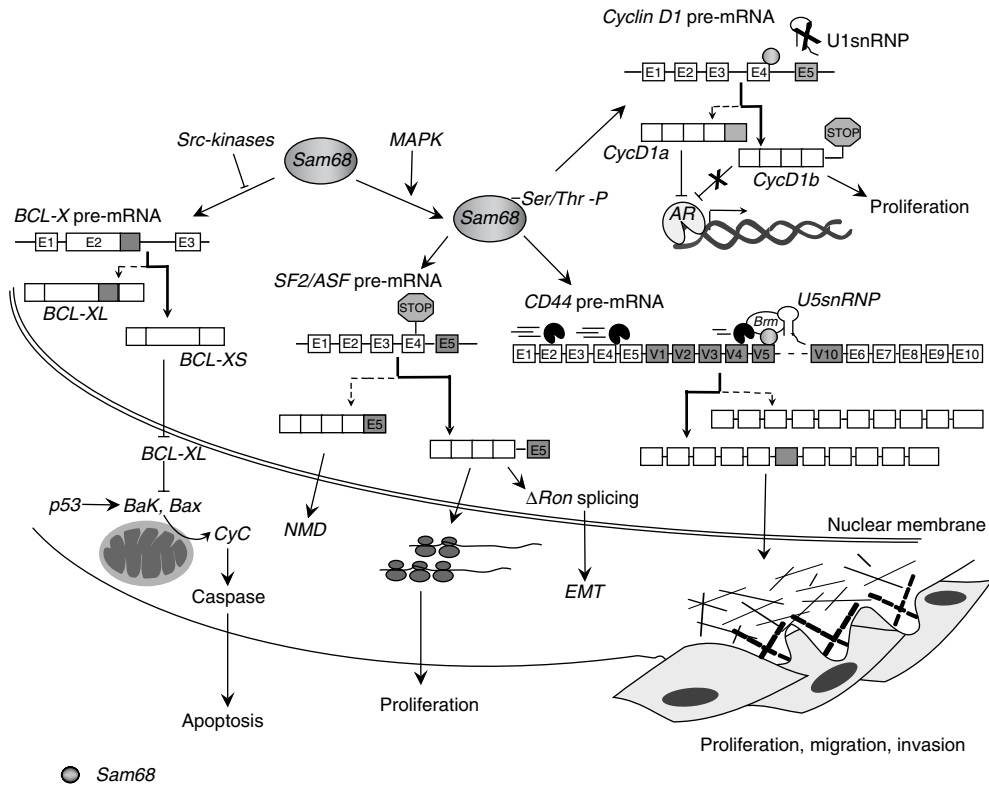 Cyclin D1 pre-mRNA
U1snRNP
E1 E2 E3 E4 E5
STOP
CycD1a
CycD1b
Proliferation
AR
Src-kinases
Sam68
MAPK
Sam68
Ser/Thr -P
BCL-X pre-mRNA
E1 E2 E3
BCL-XL
BCL-XS
SF2/ASF pre-mRNA
STOP
E1 E2 E3 E4 E5
E5
E5
CD44 pre-mRNA
U5snRNP
Brm
E1 E2 E3 E4 E5 V1 V2 V3 V4 V5 V10 E6 E7 E8 E9 E10
BCL-XL
p53
BaK, Bax
CyC
Caspase
Apoptosis
NMD
ΔRon splicing
EMT
Proliferation
Nuclear membrane
Proliferation, migration, invasion
Sam68